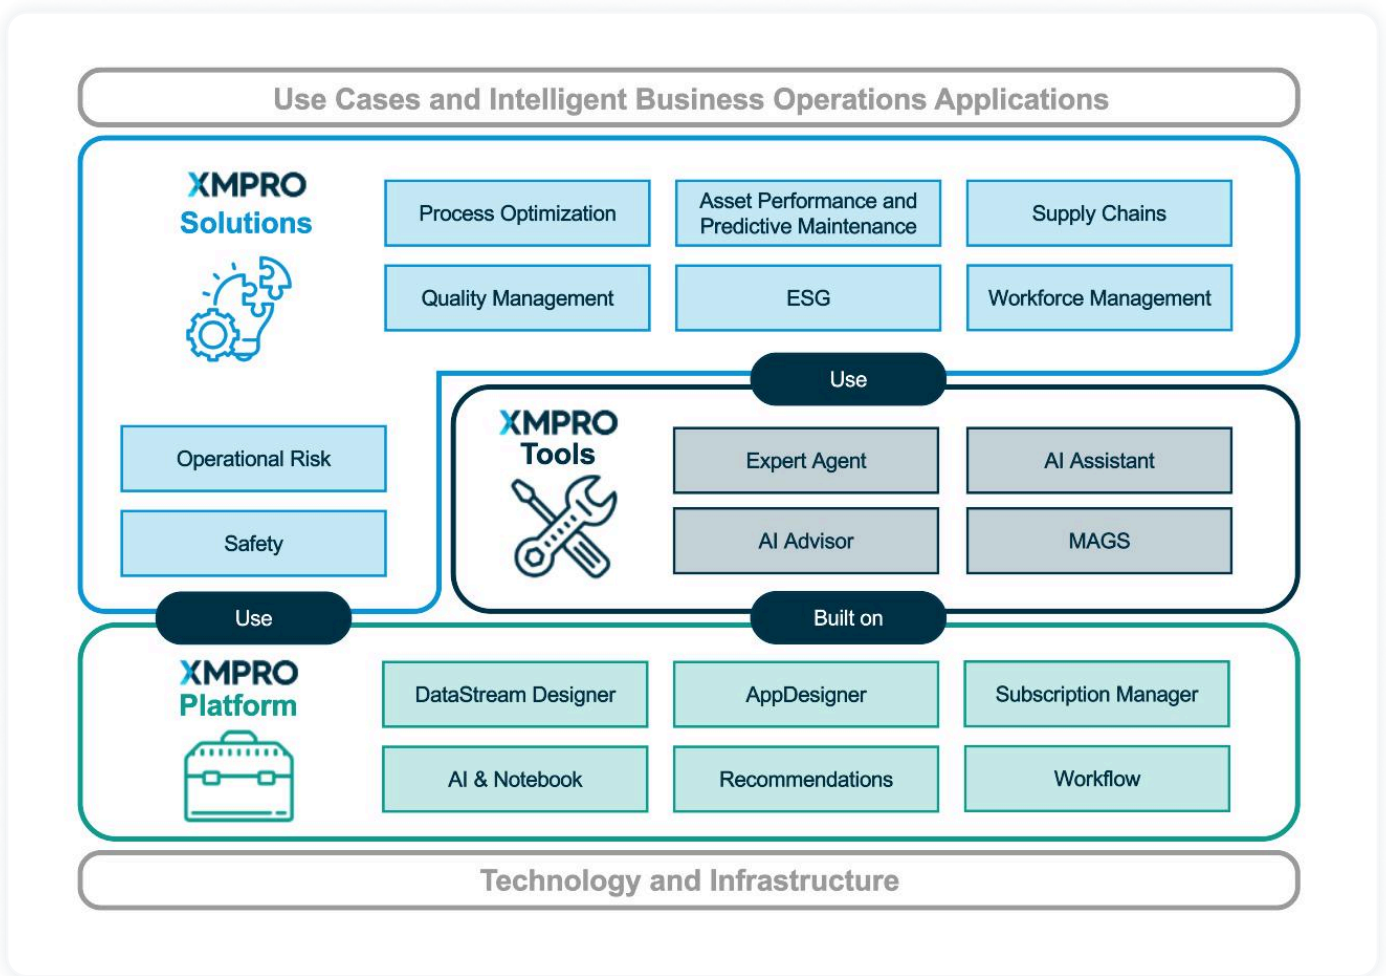 Use Cases and Intelligent Business Operations Applications
XMPRO
Solutions
Process Optimization
Asset Performance and
Predictive Maintenance
Supply Chains
Quality Management
ESG
Workforce Management
Operational Risk
Safety
Use
XMPRO
Tools
Expert Agent
AI Assistant
AI Advisor
MAGS
Use
Built on
XMPRO
Platform
DataStream Designer
AppDesigner
Subscription Manager
AI & Notebook
Recommendations
Workflow
Technology and Infrastructure